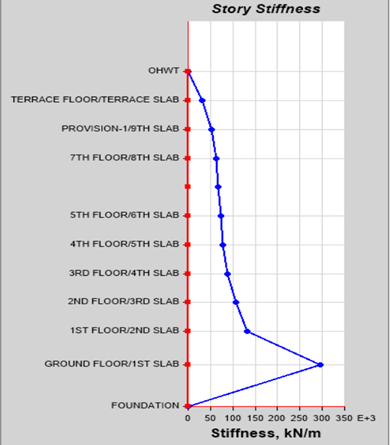 Story Stiffness
OHWT
TERRACE FLOOR/TERRACE SLAB
PROVISION-1/9TH SLAB
7TH FLOOR/8TH SLAB
5TH FLOOR/6TH SLAB
4TH FLOOR/5TH SLAB
3RD FLOOR/4TH SLAB
2ND FLOOR/3RD SLAB
1ST FLOOR/2ND SLAB
GROUND FLOOR/1ST SLAB
FOUNDATION
0 50 100 150 200 250 300 350 E+3
Stiffness, kN/m